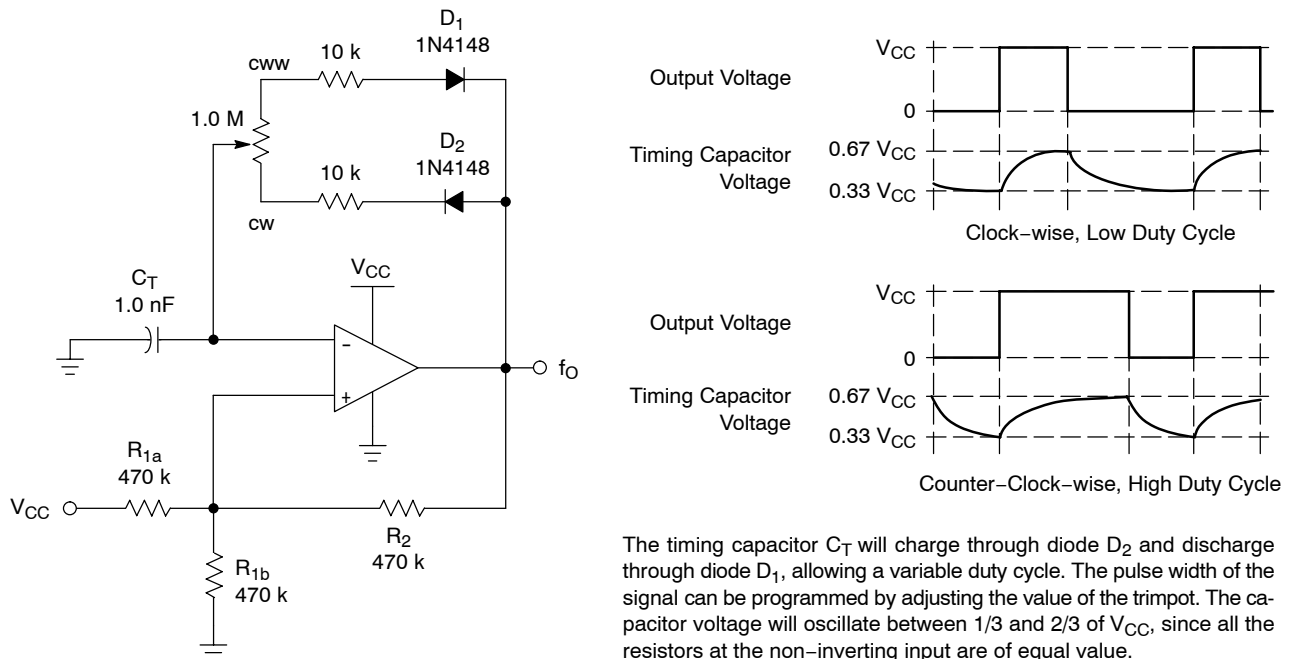 D1
1N4148
10 k
cww
1.0 M
D2
1N4148
10 k
cw
CT
1.0 nF
VCC
-
+
fO
R1a
470 k
VCC
R2
470 k
R1b
470 k
Output Voltage
VCC
0
Timing Capacitor
Voltage
0.67 VCC
0.33 VCC
Clock−wise, Low Duty Cycle
Output Voltage
VCC
0
Timing Capacitor
Voltage
0.67 VCC
0.33 VCC
Counter−Clock−wise, High Duty Cycle
The timing capacitor CT will charge through diode D2 and discharge
through diode D1, allowing a variable duty cycle. The pulse width of the
signal can be programmed by adjusting the value of the trimpot. The ca-
pacitor voltage will oscillate between 1/3 and 2/3 of VCC, since all the
resistors at the non−inverting input are of equal value.